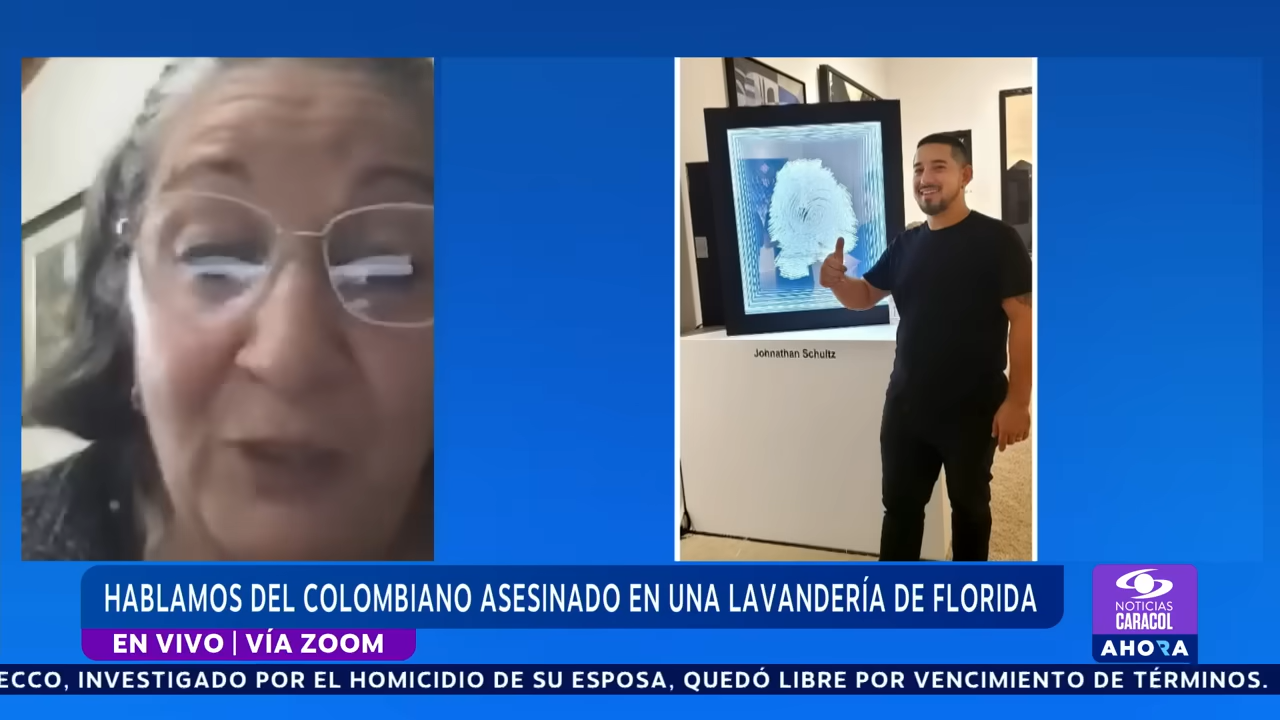 Johnathan Schultz
HABLAMOS DEL COLOMBIANO ASESINADO EN UNA LAVANDERÍA DE FLORIDA
EN VIVO | VÍA ZOOM
NOTICIAS
CARACOL
AHORA
ECCO, INVESTIGADO POR EL HOMICIDIO DE SU ESPOSA, QUEDÓ LIBRE POR VENCIMIENTO DE TÉRMINOS.